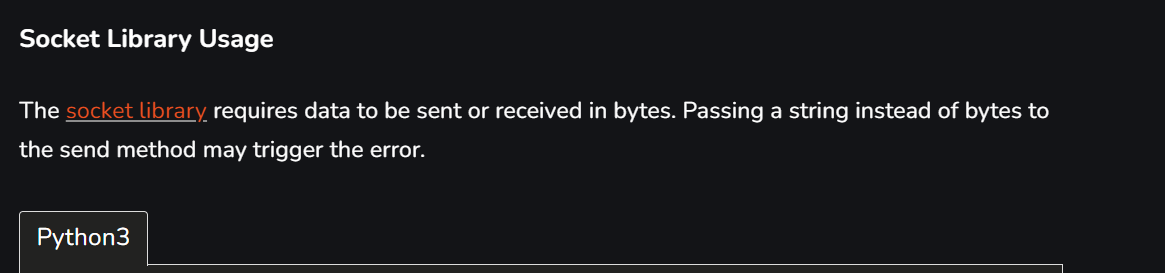 Socket Library Usage
The socket library requires data to be sent or received in bytes. Passing a string instead of bytes to
the send method may trigger the error.
Python3